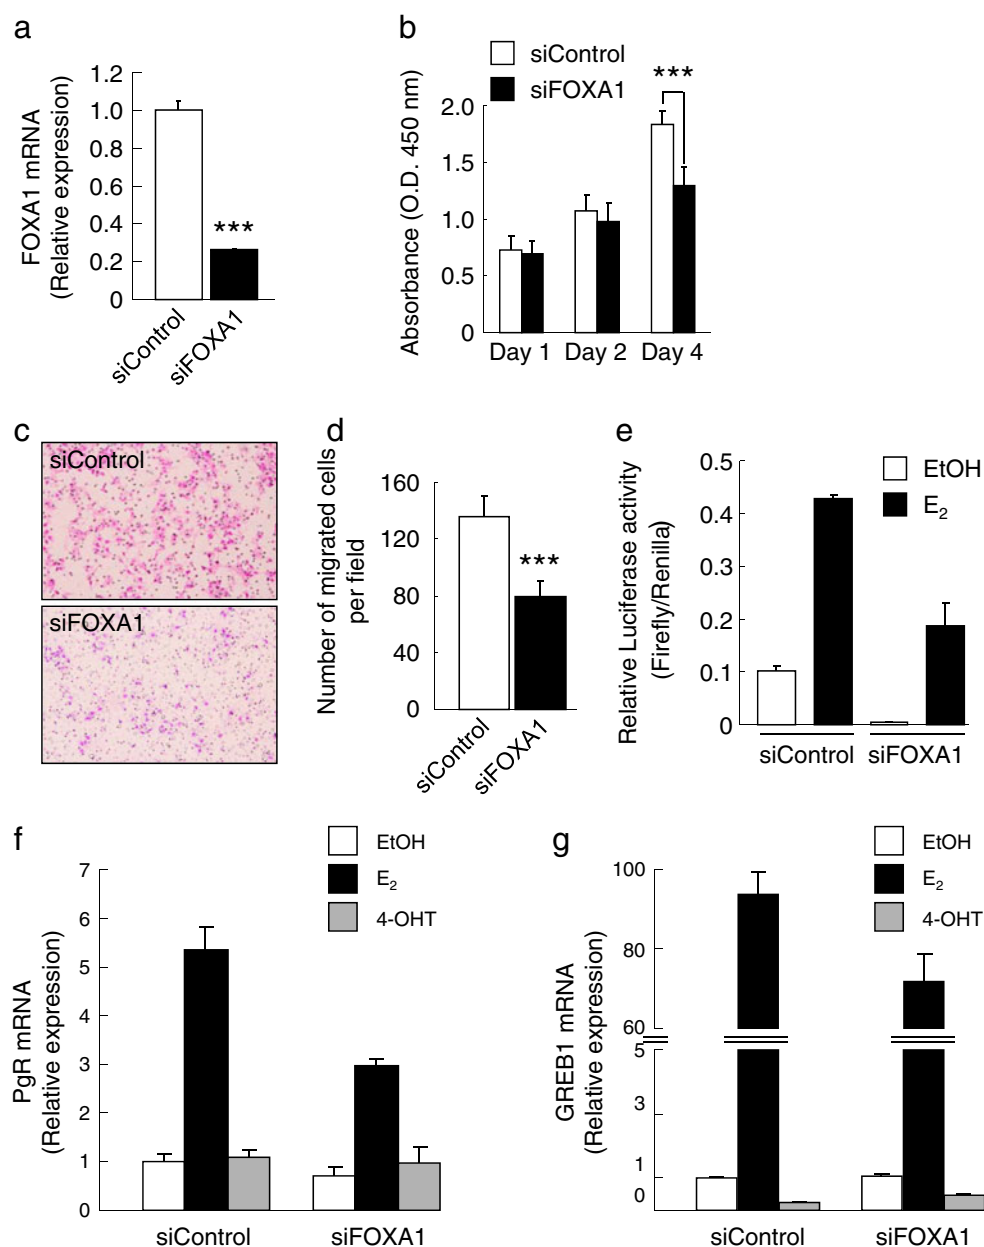 a
FOXA1 mRNA
(Relative expression)
1.2
1.0
0.8
0.6
0.4
0.2
0
***
siControl
siFOXA1
b
siControl
siFOXA1
Absorbance (O.D. 450 nm)
2.0
1.5
1.0
0.5
0
***
Day 1
Day 2
Day 4
c
siControl
siFOXA1
d
Number of migrated cells
per field
160
120
80
40
0
***
siControl
siFOXA1
e
Relative Luciferase activity
(Firefly/Renilla)
0.5
0.4
0.3
0.2
0.1
0
EtOH
E₂
siControl
siFOXA1
f
PgR mRNA
(Relative expression)
7
6
5
4
3
2
1
0
EtOH
E₂
4-OHT
siControl
siFOXA1
g
GREB1 mRNA
(Relative expression)
100
80
60
5
3
1
0
EtOH
E₂
4-OHT
siControl
siFOXA1